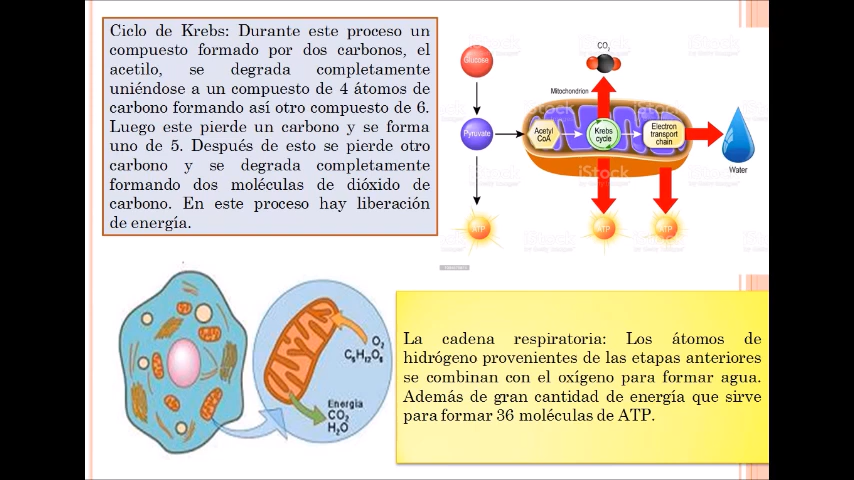 Ciclo de Krebs: Durante este proceso un
compuesto formado por dos carbonos, el
acetilo, se degrada completamente
uniéndose a un compuesto de 4 átomos de
carbono formando así otro compuesto de 6.
Luego este pierde un carbono y se forma
uno de 5. Después de esto se pierde otro
carbono y se degrada completamente
formando dos moléculas de dióxido de
carbono. En este proceso hay liberación
de energía.
Glucose
CO2
Mitochondrion
Pyruvate
Acetyl
CoA
Krebs
cycle
Electron
transport
chain
Water
iStock
ATP
ATP
ATP
O2
C6H12O6
Energía
CO2
H2O
La cadena respiratoria: Los átomos de
hidrógeno provenientes de las etapas anteriores
se combinan con el oxígeno para formar agua.
Además de gran cantidad de energía que sirve
para formar 36 moléculas de ATP.